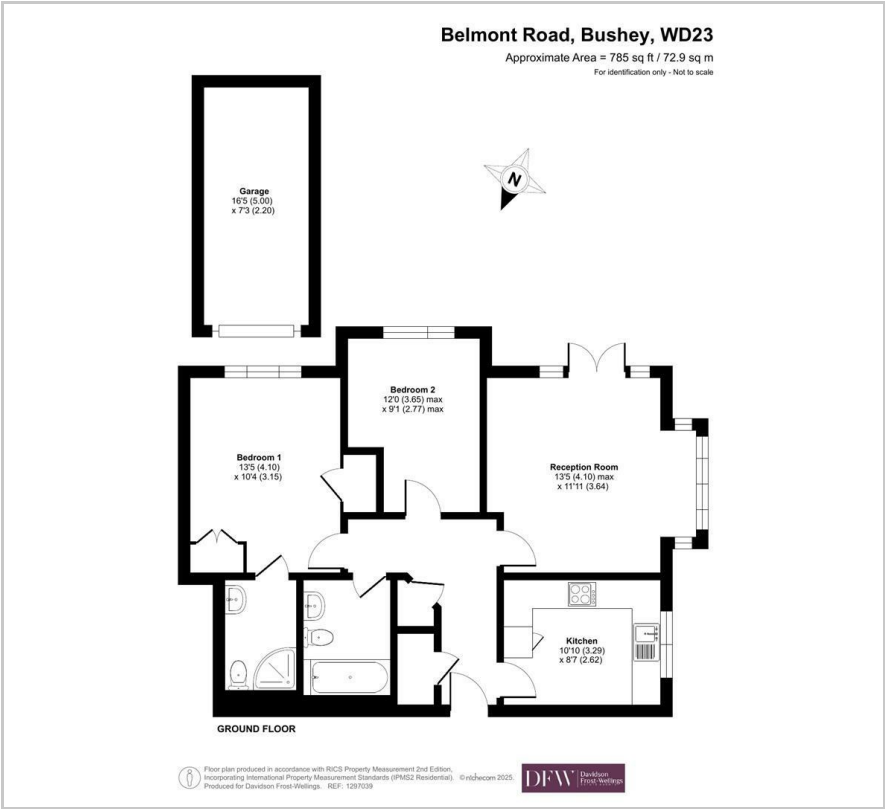 Belmont Road, Bushey, WD23
Approximate Area = 785 sq ft / 72.9 sq m
For identification only - Not to scale
N
Garage
16'5 (5.00)
x 7'3 (2.20)
Bedroom 2
12'0 (3.65) max
x 9'1 (2.77) max
Bedroom 1
13'5 (4.10)
x 10'4 (3.15)
Reception Room
13'5 (4.10) max
x 11'11 (3.64)
Kitchen
10'10 (3.29)
x 8'7 (2.62)
GROUND FLOOR
Floor plan produced in accordance with RICS Property Measurement 2nd Edition,
Incorporating International Property Measurement Standards (IPMS2 Residential). © nichecom 2025.
Produced for Davidson Frost-Wellings. REF: 1297039
DFW
Davidson
Frost-Wellings